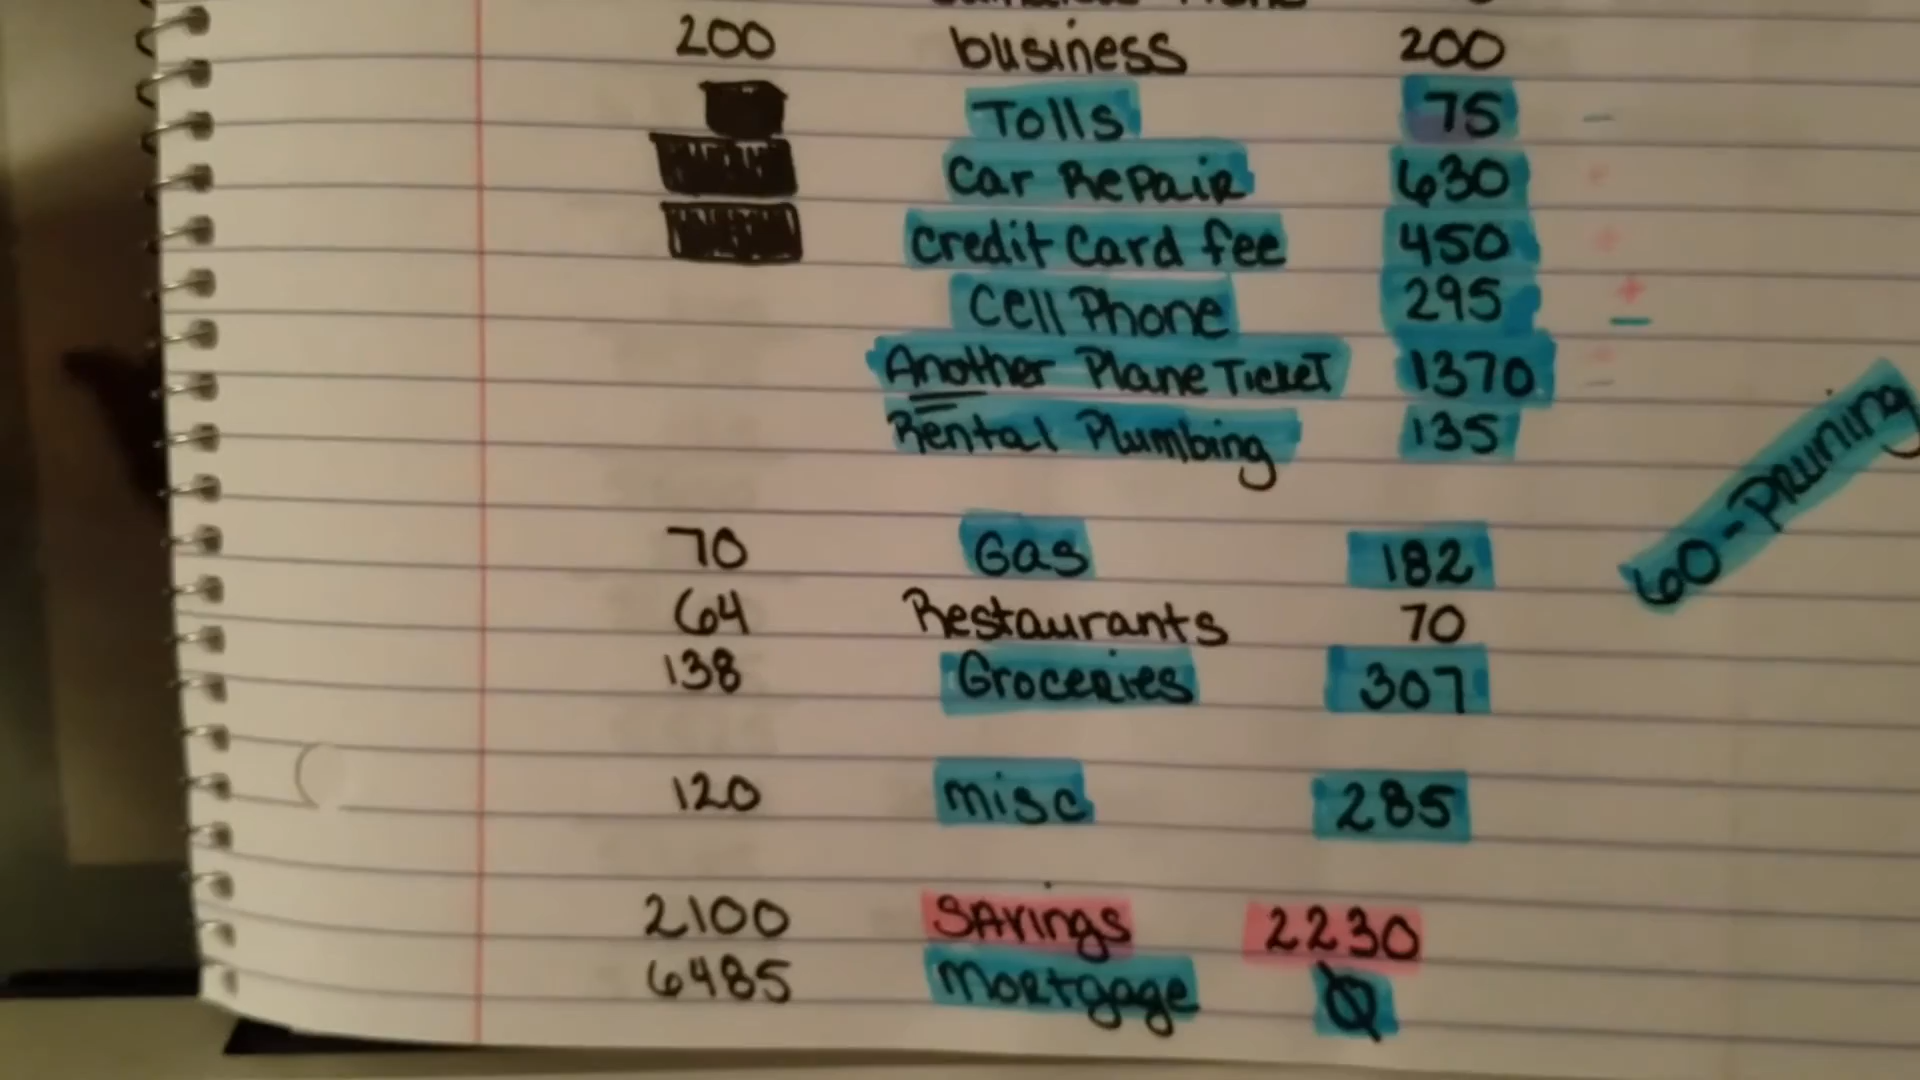 200 business 200
Tolls 75 -
Car Repair 630
Credit Card fee 450
Cell Phone 295
Another Plane Ticket 1370
Rental Plumbing 135
60-Pruning
70 Gas 182
64 Restaurants 70
138 Groceries 307
120 misc 285
2100 SAvings 2230
6485 Mortgage Ø